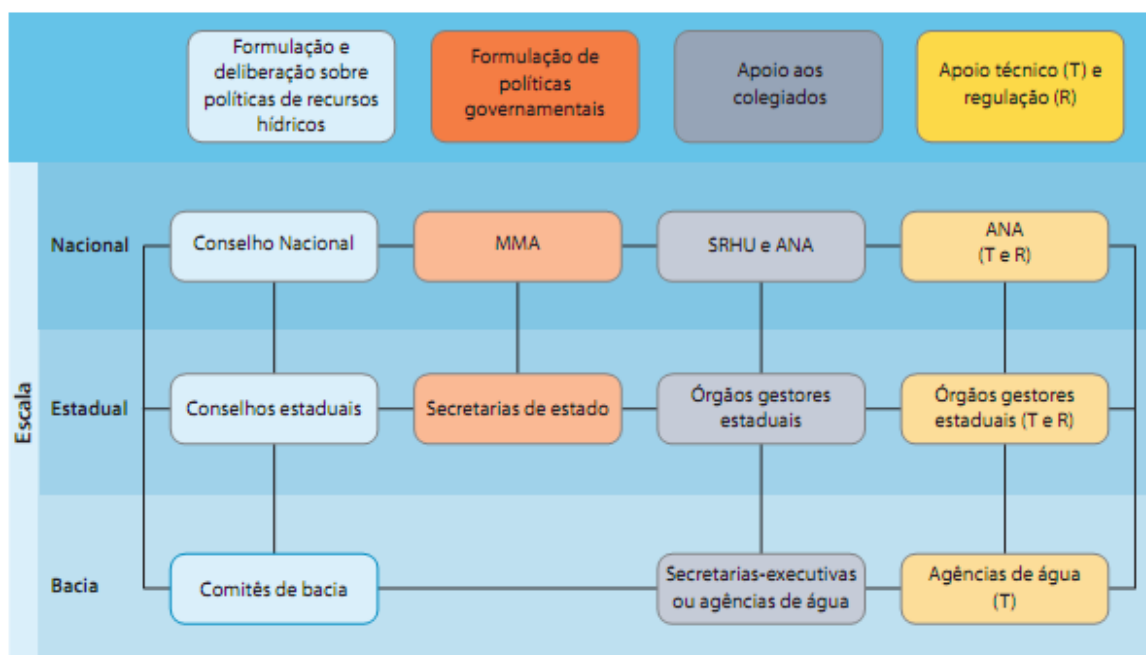 Formulação e
deliberação sobre
políticas de recursos
hídricos
Formulação de
políticas
governamentais
Apoio aos
colegiados
Apoio técnico (T) e
regulação (R)
Escala
Nacional
Conselho Nacional
MMA
SRHU e ANA
ANA
(T e R)
Estadual
Conselhos estaduais
Secretarias de estado
Órgãos gestores
estaduais
Órgãos gestores
estaduais (T e R)
Bacia
Comitês de bacia
Secretarias-executivas
ou agências de água
Agências de água
(T)